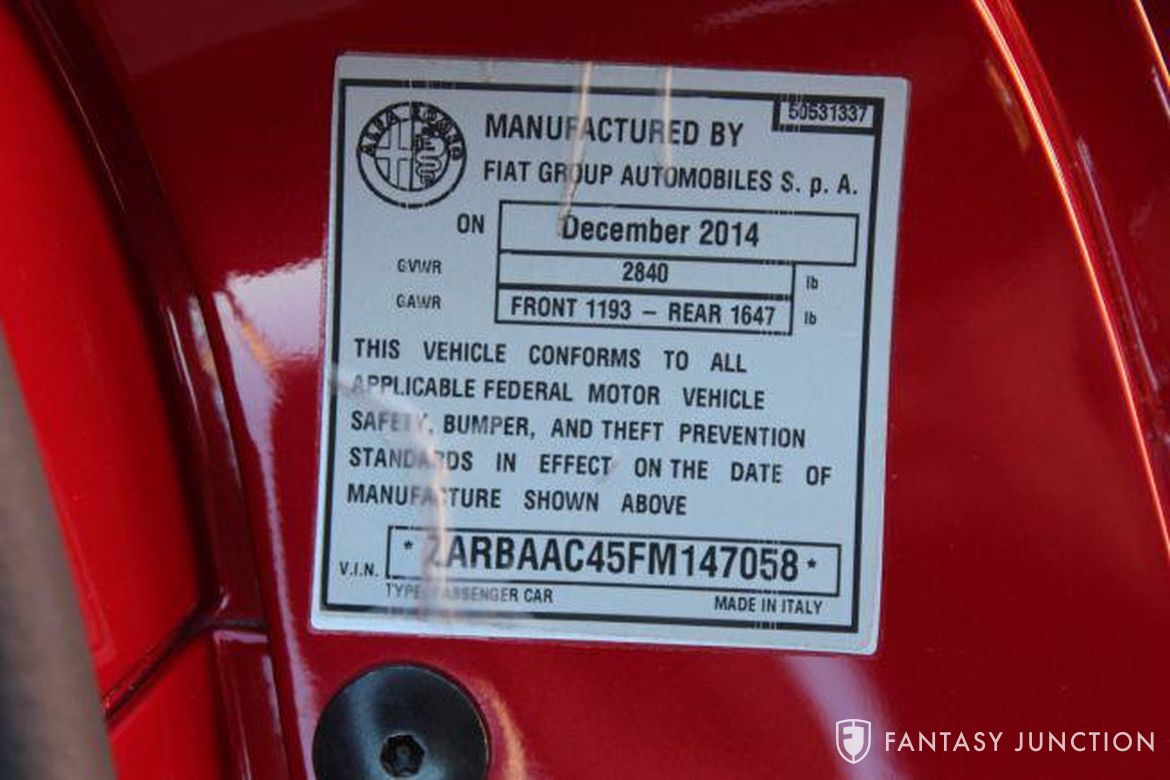 50531337
ALFA ROMEO
MANUFACTURED BY
FIAT GROUP AUTOMOBILES S. p. A.
ON December 2014
GVWR 2840 lb
GAWR FRONT 1193 – REAR 1647 lb
THIS VEHICLE CONFORMS TO ALL
APPLICABLE FEDERAL MOTOR VEHICLE
SAFETY, BUMPER, AND THEFT PREVENTION
STANDARDS IN EFFECT ON THE DATE OF
MANUFACTURE SHOWN ABOVE
V.I.N. * ZARBAAC45FM147058 *
TYPE: PASSENGER CAR MADE IN ITALY
FANTASY JUNCTION